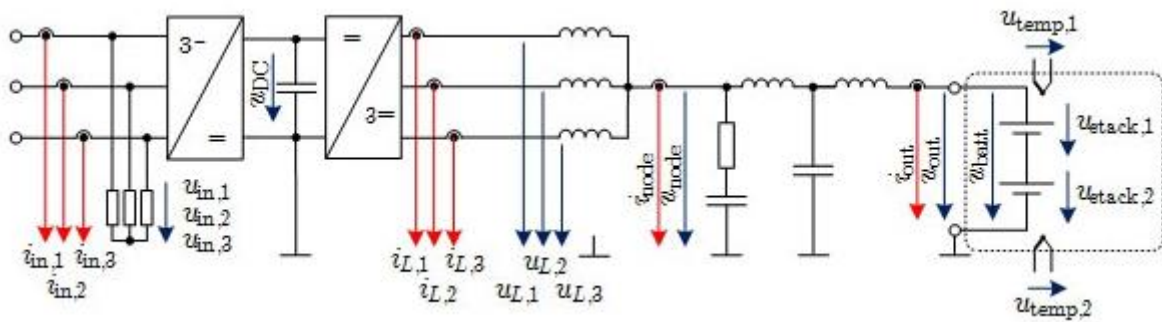 u_temp,1
3~
=
u_DC
=
3=
i_node
u_node
i_out
u_out
u_batt
u_stack,1
u_stack,2
u_in,1
u_in,2
u_in,3
i_in,1
i_in,3
i_in,2
i_L,1
i_L,3
i_L,2
u_L,2
u_L,1
u_L,3
u_temp,2